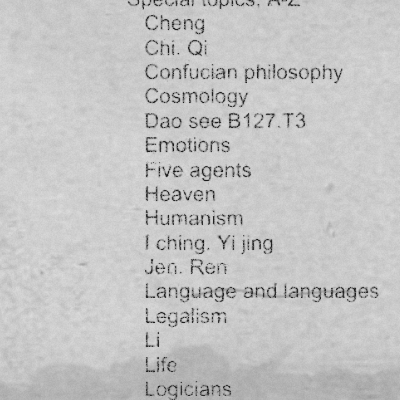 Special topics, A-Z
Cheng
Chi. Qi
Confucian philosophy
Cosmology
Dao see B127.T3
Emotions
Five agents
Heaven
Humanism
I ching. Yi jing
Jen. Ren
Language and languages
Legalism
Li
Life
Logicians